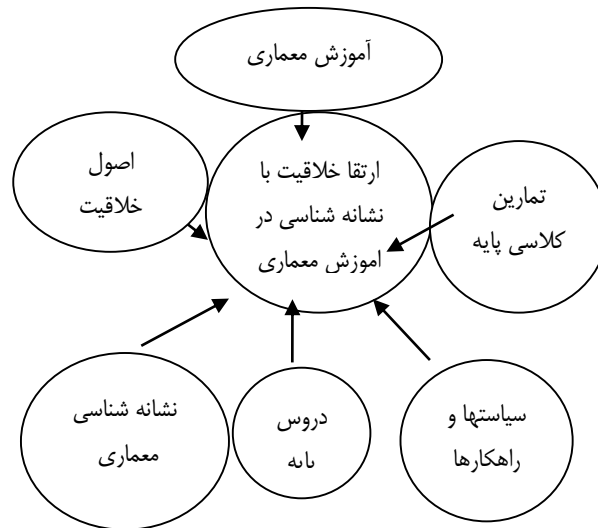 آموزش معماری
اصول
خلاقیت
ارتقا خلاقیت با
نشانه شناسی در
اموزش معماری
تمارین
کلاسی پایه
نشانه شناسی
معماری
دروس
پایه
سیاستها و
راهکارها